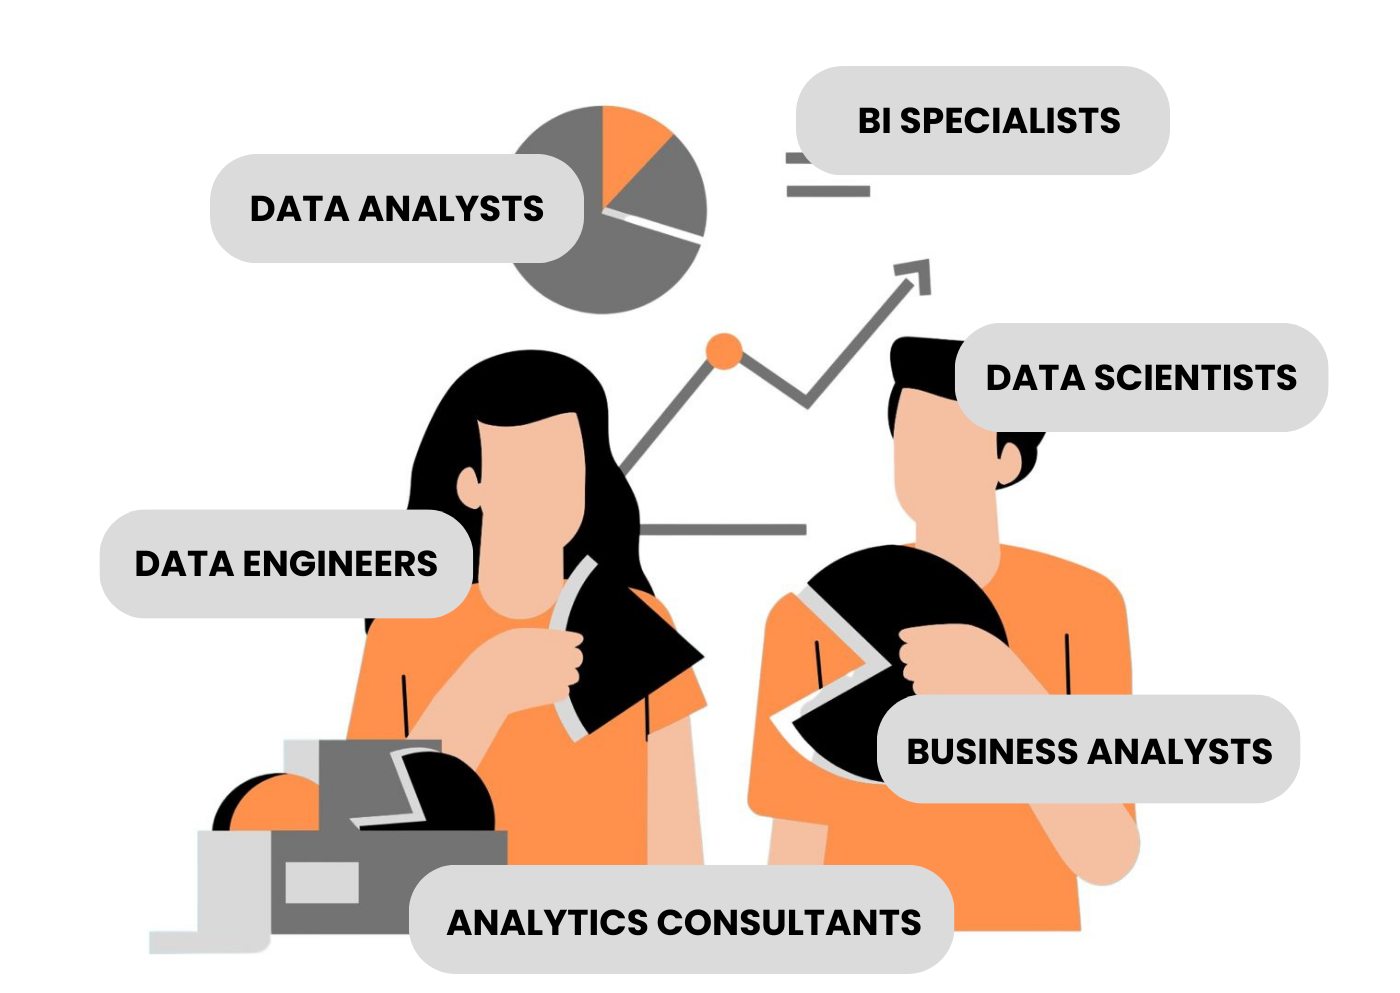 BI SPECIALISTS
DATA ANALYSTS
DATA SCIENTISTS
DATA ENGINEERS
BUSINESS ANALYSTS
ANALYTICS CONSULTANTS